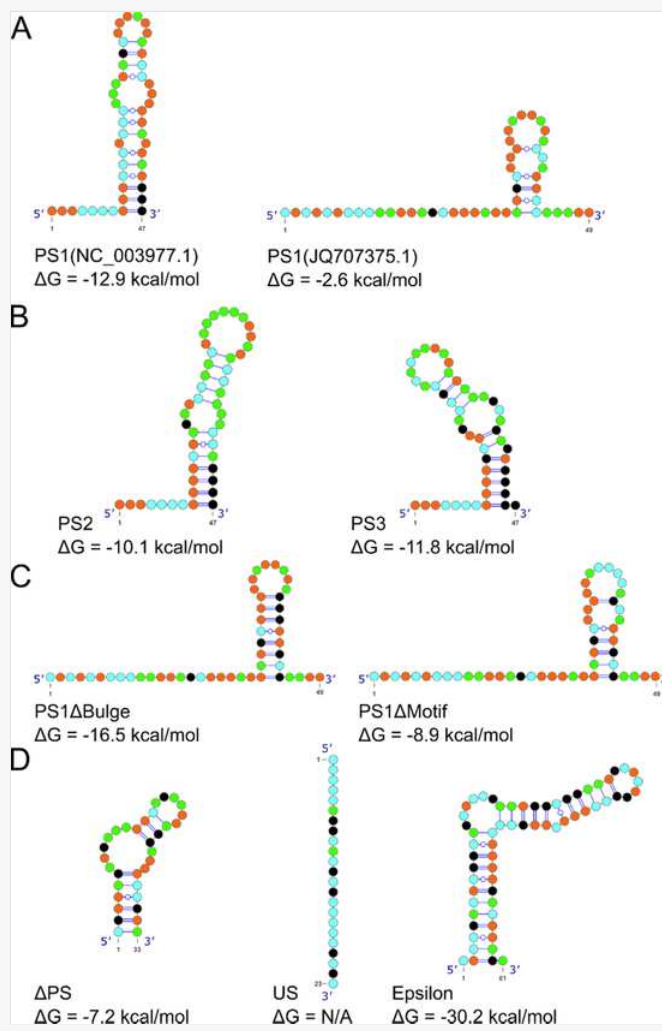 A
5' 3'
1 47
5' 3'
1 49
PS1(NC_003977.1)
ΔG = -12.9 kcal/mol
PS1(JQ707375.1)
ΔG = -2.6 kcal/mol
B
5' 3'
1 47
5' 3'
1 47
PS2
ΔG = -10.1 kcal/mol
PS3
ΔG = -11.8 kcal/mol
C
5' 3'
1 49
5'
1 49
PS1ΔBulge
ΔG = -16.5 kcal/mol
PS1ΔMotif
ΔG = -8.9 kcal/mol
D
5' 3'
1 33
5'
1
23
3'
5' 3'
1 61
ΔPS
ΔG = -7.2 kcal/mol
US
ΔG = N/A
Epsilon
ΔG = -30.2 kcal/mol